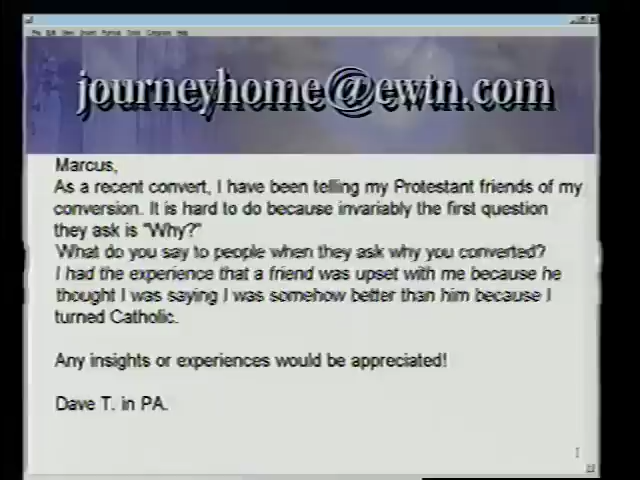 journeyhome@ewtn.com
Marcus,
As a recent convert, I have been telling my Protestant friends of my
conversion. It is hard to do because invariably the first question
they ask is "Why?"
What do you say to people when they ask why you converted?
I had the experience that a friend was upset with me because he
thought I was saying I was somehow better than him because I
turned Catholic.
Any insights or experiences would be appreciated!
Dave T. in PA.